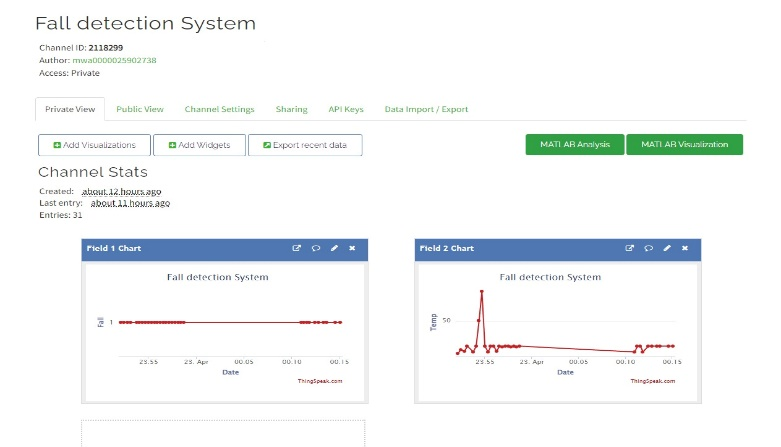 Fall detection System
Channel ID: 2118299
Author: mwa0000025902738
Access: Private
Private View Public View Channel Settings Sharing API Keys Data Import / Export
Add Visualizations Add Widgets Export recent data MATLAB Analysis MATLAB Visualization
Channel Stats
Created: about 12 hours ago
Last entry: about 11 hours ago
Entries: 31
Field 1 Chart
Fall detection System
Fall
1
23:55 23. Apr 00:05 00:10 00:15
Date
ThingSpeak.com
Field 2 Chart
Fall detection System
Temp
50
23:55 23. Apr 00:05 00:10 00:15
Date
ThingSpeak.com